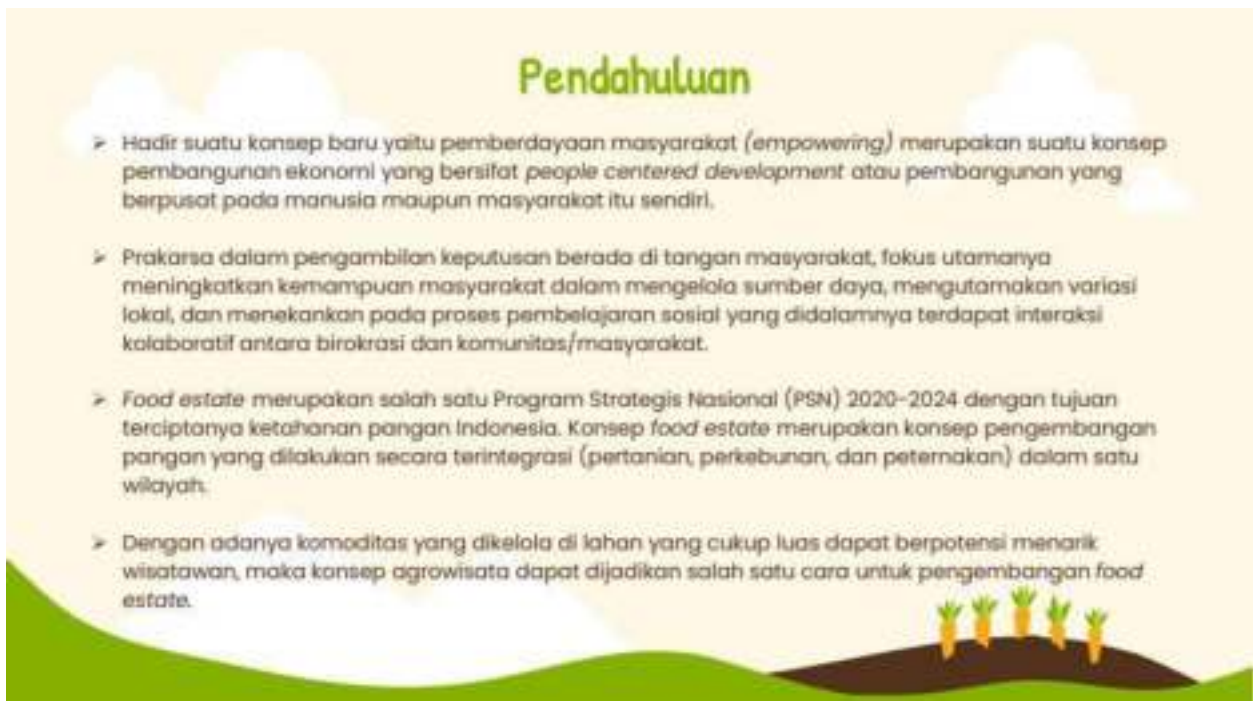 Pendahuluan
➢ Hadir suatu konsep baru yaitu pemberdayaan masyarakat (empowering) merupakan suatu konsep
pembangunan ekonomi yang bersifat people centered development atau pembangunan yang
berpusat pada manusia maupun masyarakat itu sendiri.
➢ Prakarsa dalam pengambilan keputusan berada di tangan masyarakat, fokus utamanya
meningkatkan kemampuan masyarakat dalam mengelola sumber daya, mengutamakan variasi
lokal, dan menekankan pada proses pembelajaran sosial yang didalamnya terdapat interaksi
kolaboratif antara birokrasi dan komunitas/masyarakat.
➢ Food estate merupakan salah satu Program Strategis Nasional (PSN) 2020-2024 dengan tujuan
terciptanya ketahanan pangan Indonesia. Konsep food estate merupakan konsep pengembangan
pangan yang dilakukan secara terintegrasi (pertanian, perkebunan, dan peternakan) dalam satu
wilayah.
➢ Dengan adanya komoditas yang dikelola di lahan yang cukup luas dapat berpotensi menarik
wisatawan, maka konsep agrowisata dapat dijadikan salah satu cara untuk pengembangan food
estate.